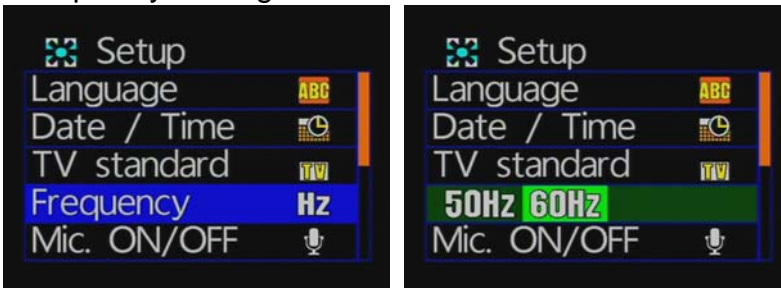 Setup
Language ABC
Date / Time
TV standard TV
Frequency Hz
Mic. ON/OFF
Setup
Language ABC
Date / Time
TV standard TV
50Hz 60Hz
Mic. ON/OFF